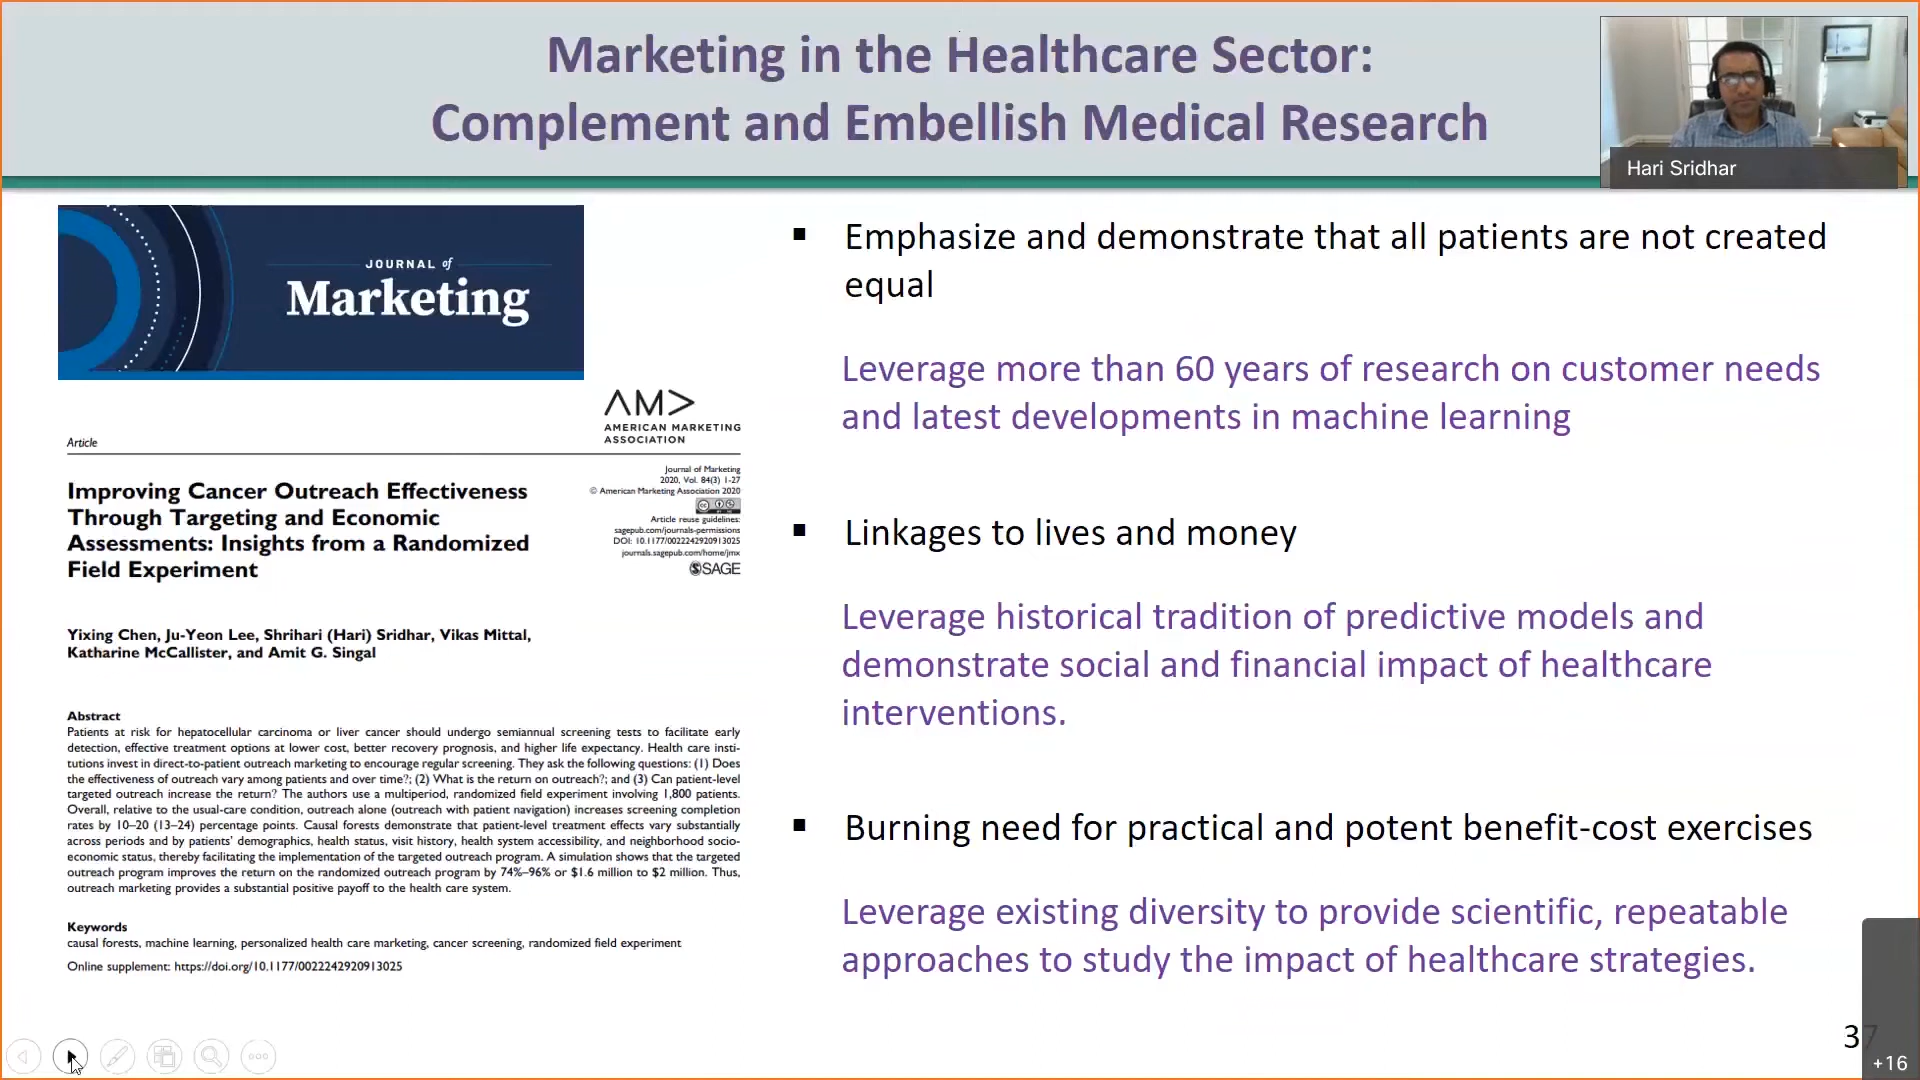 Marketing in the Healthcare Sector:
Complement and Embellish Medical Research
Hari Sridhar
JOURNAL of
Marketing
AMERICAN MARKETING
ASSOCIATION
Article
Journal of Marketing
2020, Vol. 84(3) 1-27
© American Marketing Association 2020
Article reuse guidelines:
sagepub.com/journals-permissions
DOI: 10.1177/0022242920913025
journals.sagepub.com/home/jmx
SAGE
Improving Cancer Outreach Effectiveness
Through Targeting and Economic
Assessments: Insights from a Randomized
Field Experiment
Yixing Chen, Ju-Yeon Lee, Shrihari (Hari) Sridhar, Vikas Mittal,
Katharine McCallister, and Amit G. Singal
Abstract
Patients at risk for hepatocellular carcinoma or liver cancer should undergo semiannual screening tests to facilitate early
detection, effective treatment options at lower cost, better recovery prognosis, and higher life expectancy. Health care insti-
tutions invest in direct-to-patient outreach marketing to encourage regular screening. They ask the following questions: (1) Does
the effectiveness of outreach vary among patients and over time?; (2) What is the return on outreach?; and (3) Can patient-level
targeted outreach increase the return? The authors use a multiperiod, randomized field experiment involving 1,800 patients.
Overall, relative to the usual-care condition, outreach alone (outreach with patient navigation) increases screening completion
rates by 10–20 (13–24) percentage points. Causal forests demonstrate that patient-level treatment effects vary substantially
across periods and by patients' demographics, health status, visit history, health system accessibility, and neighborhood socio-
economic status, thereby facilitating the implementation of the targeted outreach program. A simulation shows that the targeted
outreach program improves the return on the randomized outreach program by 74%–96% or $1.6 million to $2 million. Thus,
outreach marketing provides a substantial positive payoff to the health care system.
Keywords
causal forests, machine learning, personalized health care marketing, cancer screening, randomized field experiment
Online supplement: https://doi.org/10.1177/0022242920913025
▪ Emphasize and demonstrate that all patients are not created
equal
Leverage more than 60 years of research on customer needs
and latest developments in machine learning
▪ Linkages to lives and money
Leverage historical tradition of predictive models and
demonstrate social and financial impact of healthcare
interventions.
▪ Burning need for practical and potent benefit-cost exercises
Leverage existing diversity to provide scientific, repeatable
approaches to study the impact of healthcare strategies.
37
+16